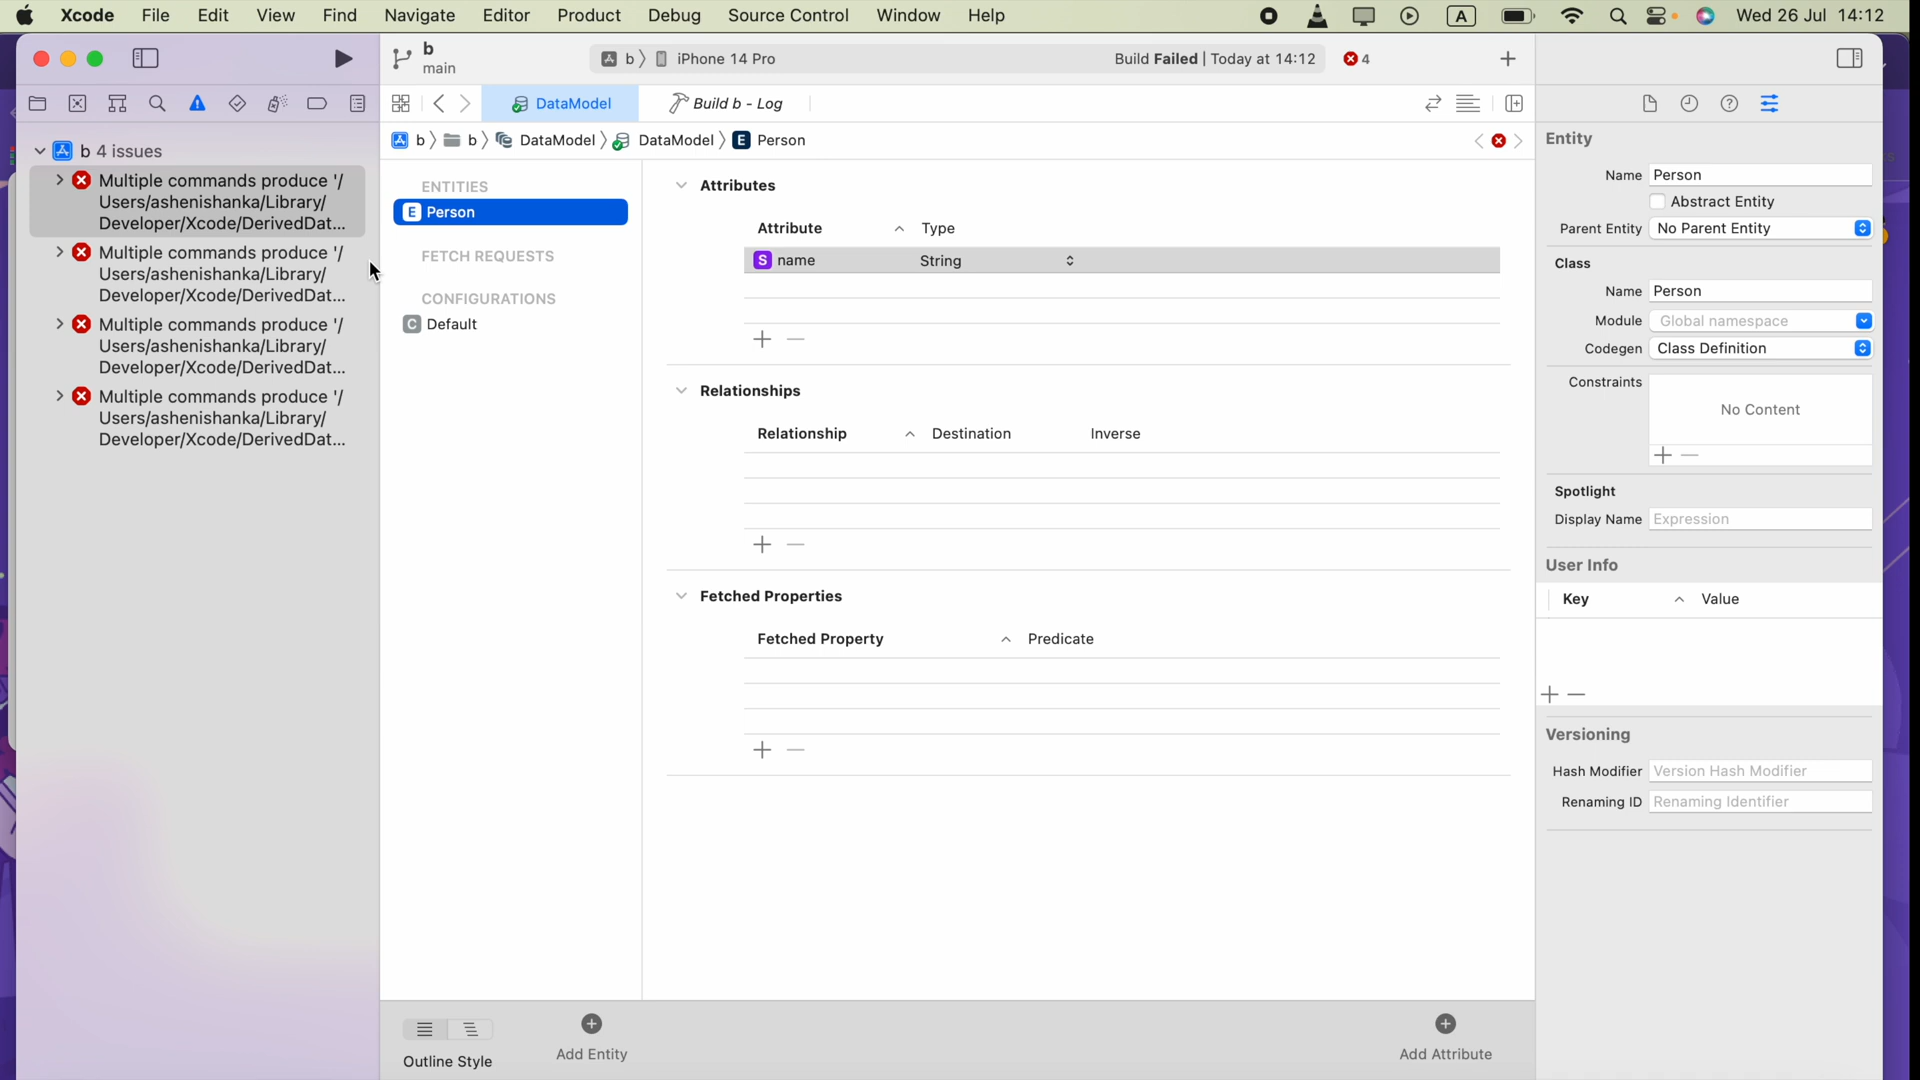 Xcode File Edit View Find Navigate Editor Product Debug Source Control Window Help A Wed 26 Jul 14:12
b
main
b iPhone 14 Pro Build Failed | Today at 14:12 4
DataModel Build b - Log
b b DataModel DataModel E Person
b 4 issues
Multiple commands produce '/
Users/ashenishanka/Library/
Developer/Xcode/DerivedDat...
Multiple commands produce '/
Users/ashenishanka/Library/
Developer/Xcode/DerivedDat...
Multiple commands produce '/
Users/ashenishanka/Library/
Developer/Xcode/DerivedDat...
Multiple commands produce '/
Users/ashenishanka/Library/
Developer/Xcode/DerivedDat...
ENTITIES
E Person
FETCH REQUESTS
CONFIGURATIONS
C Default
Attributes
Attribute Type
S name String
Relationships
Relationship Destination Inverse
Fetched Properties
Fetched Property Predicate
Outline Style
Add Entity
Add Attribute
Entity
Name Person
Abstract Entity
Parent Entity No Parent Entity
Class
Name Person
Module Global namespace
Codegen Class Definition
Constraints
No Content
Spotlight
Display Name Expression
User Info
Key Value
Versioning
Hash Modifier Version Hash Modifier
Renaming ID Renaming Identifier